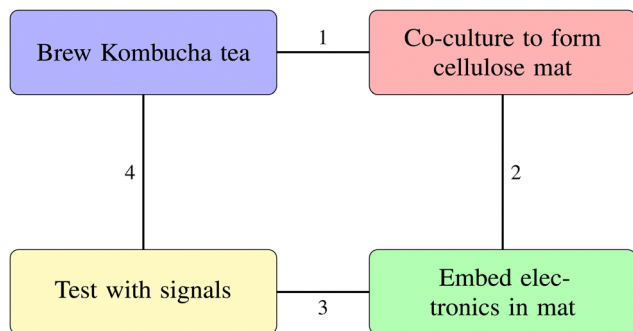 Brew Kombucha tea
1
Co-culture to form
cellulose mat
4
2
Test with signals
3
Embed elec-
tronics in mat